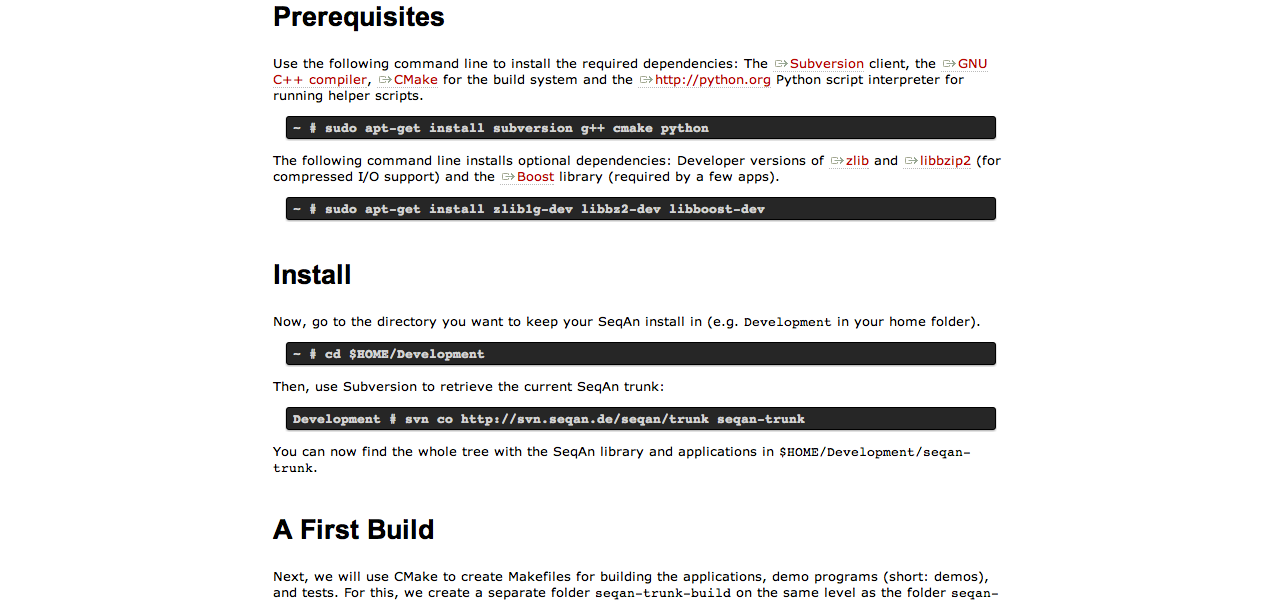 Prerequisites
Use the following command line to install the required dependencies: The Subversion client, the GNU
C++ compiler, CMake for the build system and the http://python.org Python script interpreter for
running helper scripts.
~ # sudo apt-get install subversion g++ cmake python
The following command line installs optional dependencies: Developer versions of zlib and libbzip2 (for
compressed I/O support) and the Boost library (required by a few apps).
~ # sudo apt-get install zlib1g-dev libbz2-dev libboost-dev
Install
Now, go to the directory you want to keep your SeqAn install in (e.g. Development in your home folder).
~ # cd $HOME/Development
Then, use Subversion to retrieve the current SeqAn trunk:
Development # svn co http://svn.seqan.de/seqan/trunk seqan-trunk
You can now find the whole tree with the SeqAn library and applications in $HOME/Development/seqan-
trunk.
A First Build
Next, we will use CMake to create Makefiles for building the applications, demo programs (short: demos),
and tests. For this, we create a separate folder seqan-trunk-build on the same level as the folder seqan-